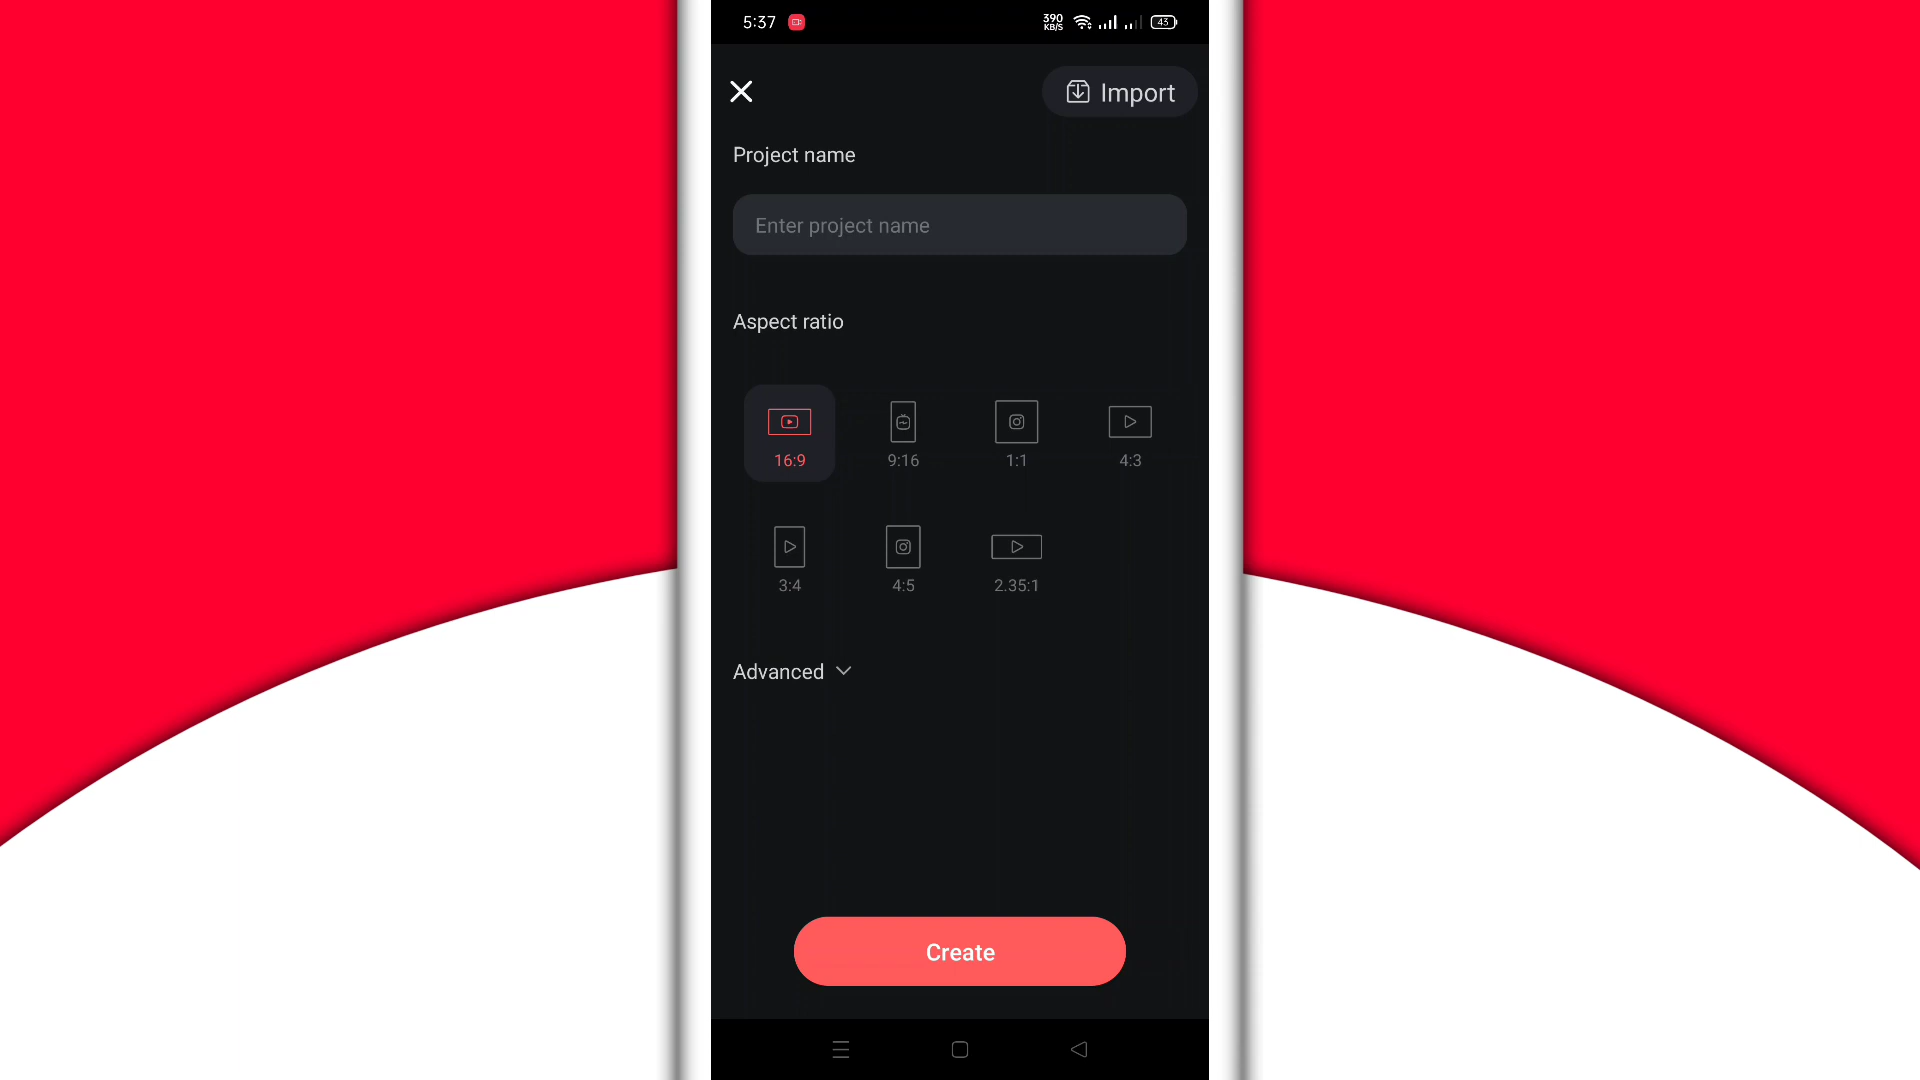 5:37 390 KB/S 43
Import
Project name
Enter project name
Aspect ratio
16:9 9:16 1:1 4:3
3:4 4:5 2.35:1
Advanced
Create